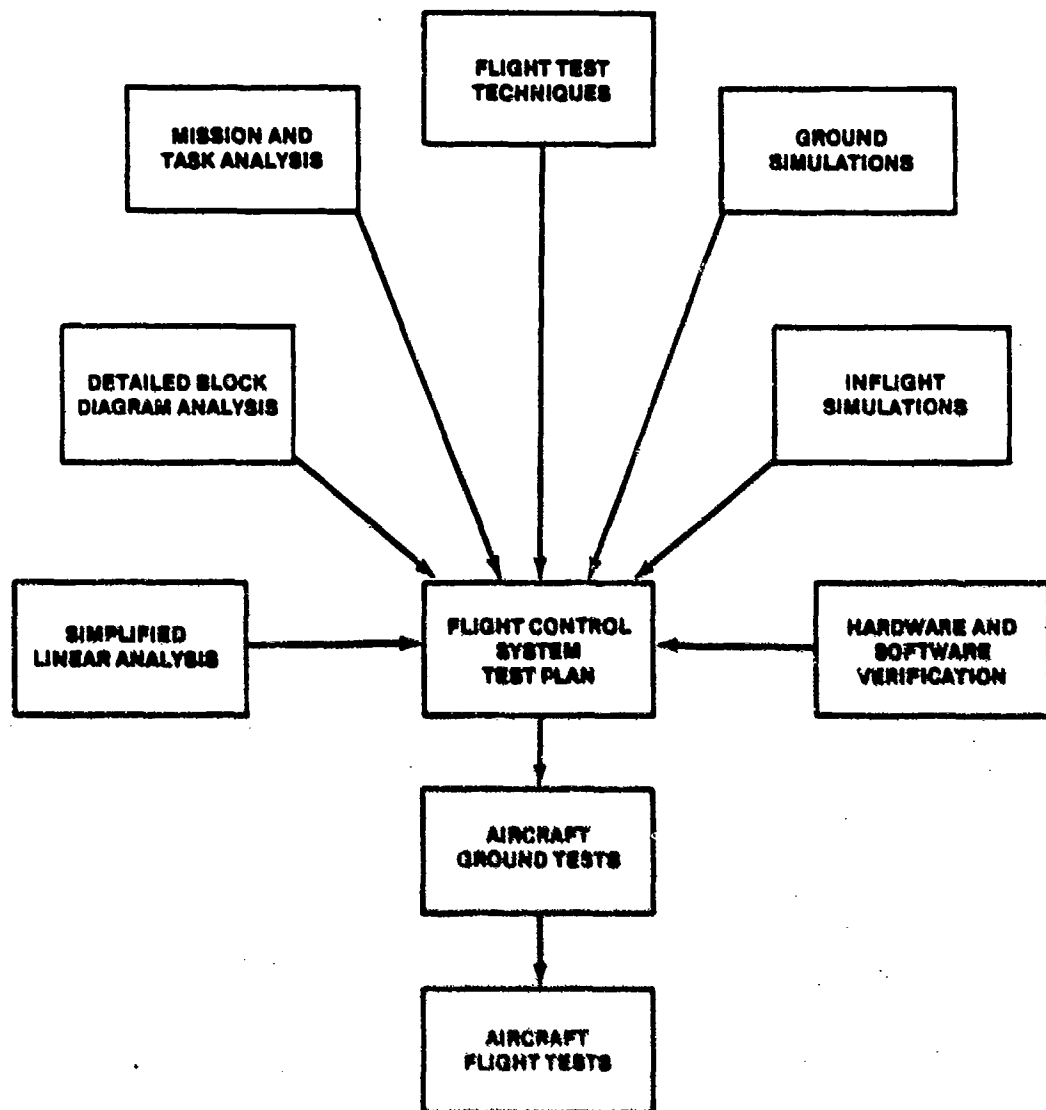 FLIGHT TEST
TECHNIQUES
MISSION AND
TASK ANALYSIS
GROUND
SIMULATIONS
DETAILED BLOCK
DIAGRAM ANALYSIS
INFLIGHT
SIMULATIONS
SIMPLIFIED
LINEAR ANALYSIS
FLIGHT CONTROL
SYSTEM
TEST PLAN
HARDWARE AND
SOFTWARE
VERIFICATION
AIRCRAFT
GROUND TESTS
AIRCRAFT
FLIGHT TESTS